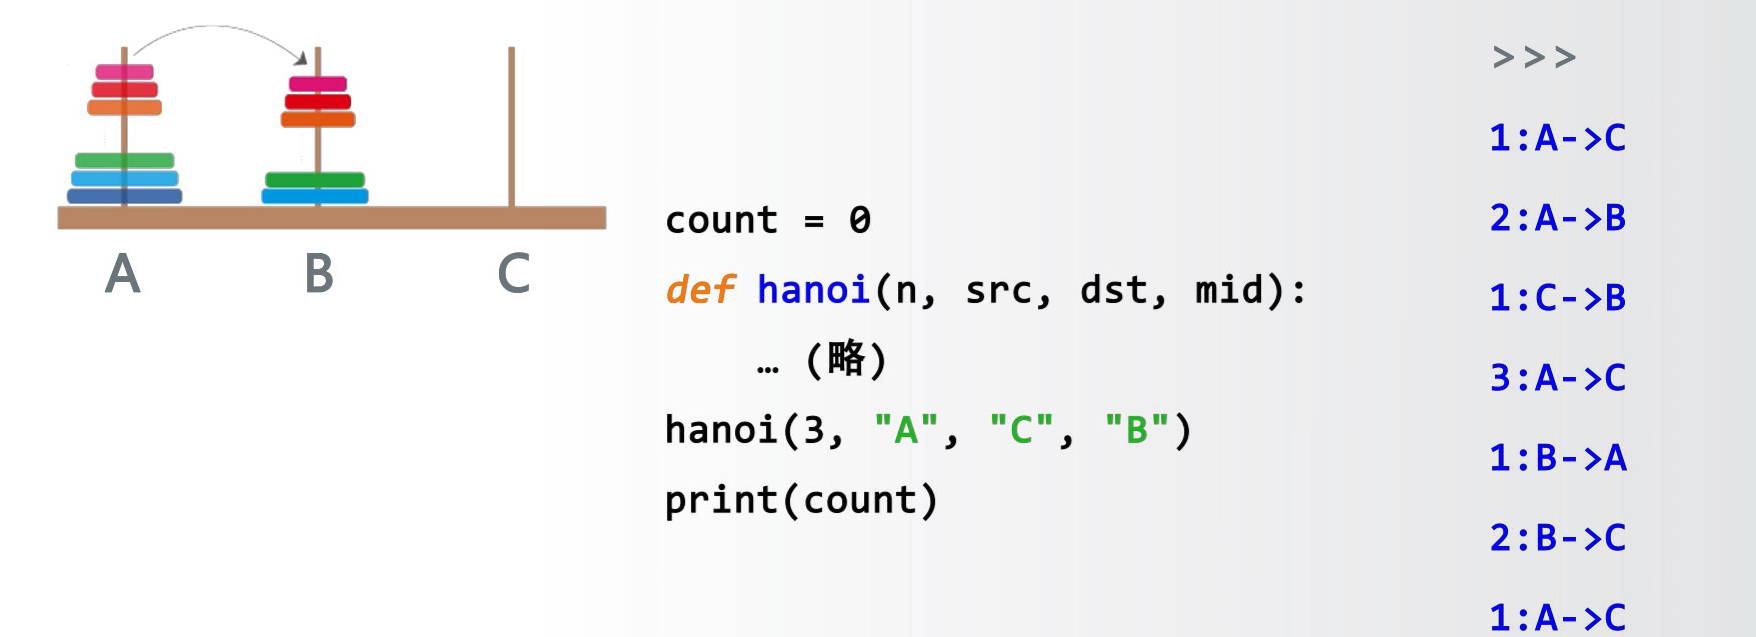 A B C
count = 0
def hanoi(n, src, dst, mid):
    … (略)
hanoi(3, "A", "C", "B")
print(count)
>>>
1:A->C
2:A->B
1:C->B
3:A->C
1:B->A
2:B->C
1:A->C